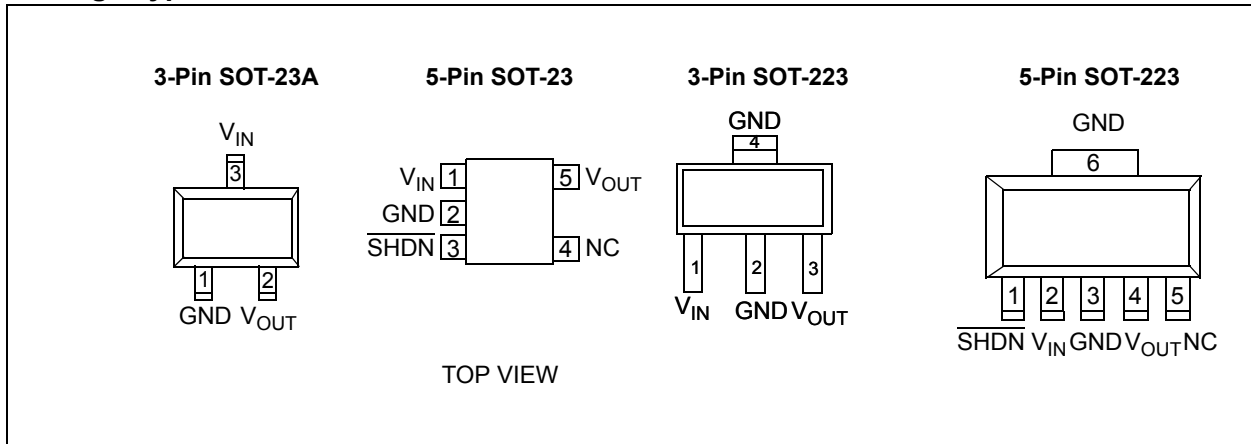 3-Pin SOT-23A
V_IN
3
1 2
GND V_OUT
5-Pin SOT-23
V_IN 1 5 V_OUT
GND 2
SHDN 3 4 NC
TOP VIEW
3-Pin SOT-223
GND
4
1 2 3
V_IN GND V_OUT
5-Pin SOT-223
GND
6
1 2 3 4 5
SHDN V_IN GND V_OUT NC